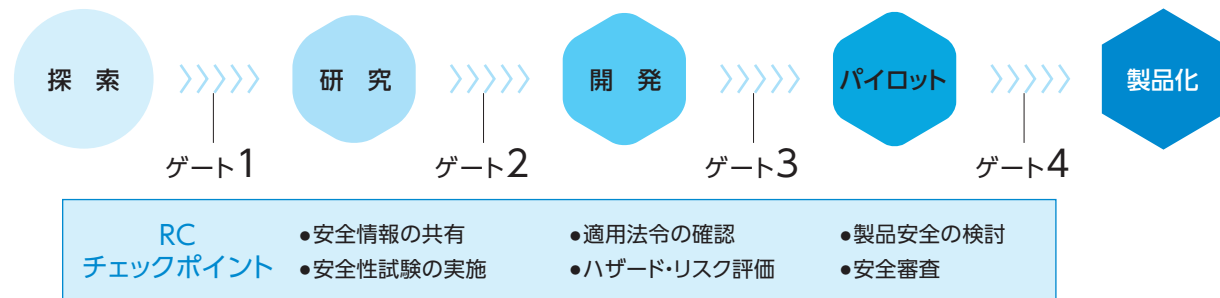 探 索
研 究
開 発
パイロット
製品化
ゲート1
ゲート2
ゲート3
ゲート4
RC
チェックポイント
●安全情報の共有
●安全性試験の実施
●適用法令の確認
●ハザード・リスク評価
●製品安全の検討
●安全審査